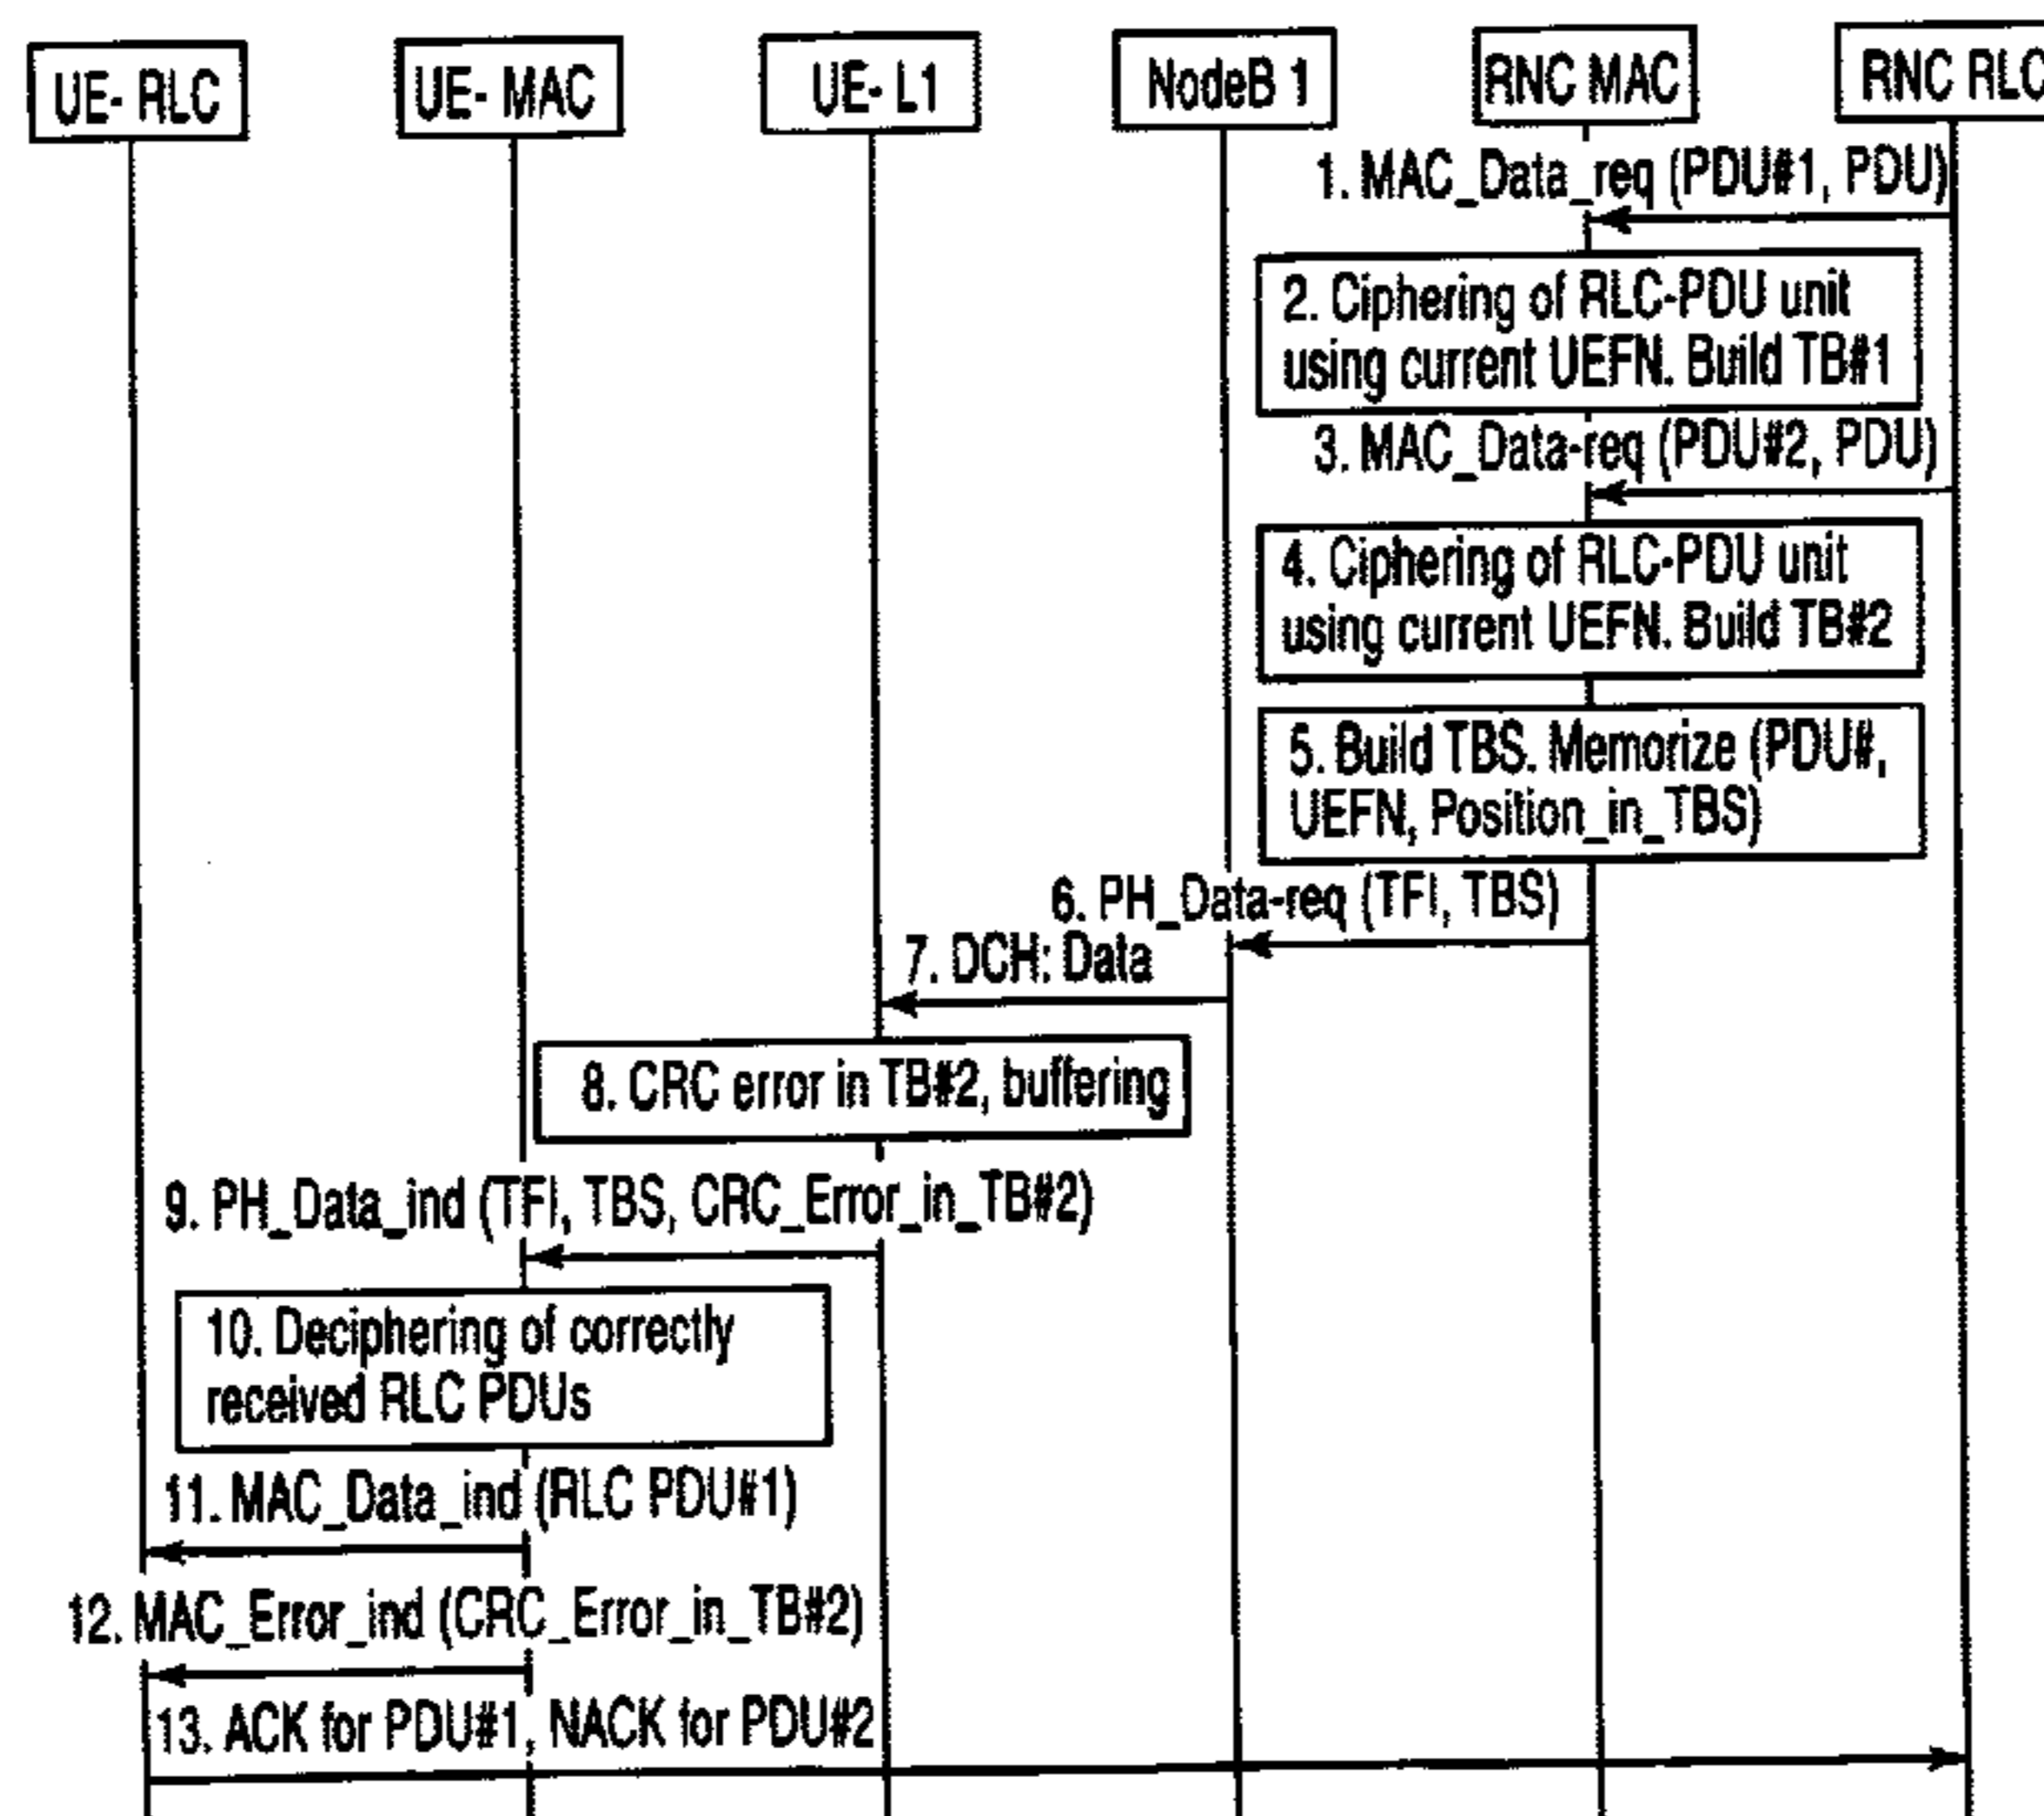 UE- RLC
UE- MAC
UE- L1
NodeB 1
RNC MAC
RNC RLC
1. MAC_Data_req (PDU#1, PDU)
2. Ciphering of RLC-PDU unit
using current UEFN. Build TB#1
3. MAC_Data-req (PDU#2, PDU)
4. Ciphering of RLC-PDU unit
using current UEFN. Build TB#2
5. Build TBS. Memorize (PDU#,
UEFN, Position_in_TBS)
6. PH_Data-req (TFI, TBS)
7. DCH: Data
8. CRC error in TB#2, buffering
9. PH_Data_ind (TFI, TBS, CRC_Error_in_TB#2)
10. Deciphering of correctly
received RLC PDUs
11. MAC_Data_ind (RLC PDU#1)
12. MAC_Error_ind (CRC_Error_in_TB#2)
13. ACK for PDU#1, NACK for PDU#2